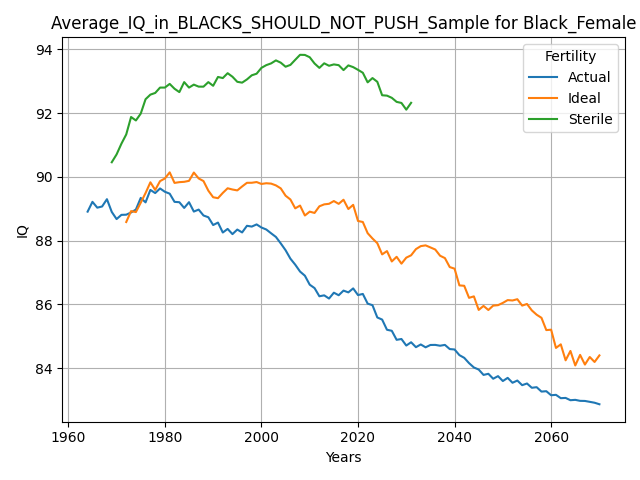 Average_IQ_in_BLACKS_SHOULD_NOT_PUSH_Sample for Black_Female
Fertility
Actual
Ideal
Sterile
94
92
90
88
86
84
IQ
1960
1980
2000
2020
2040
2060
Years